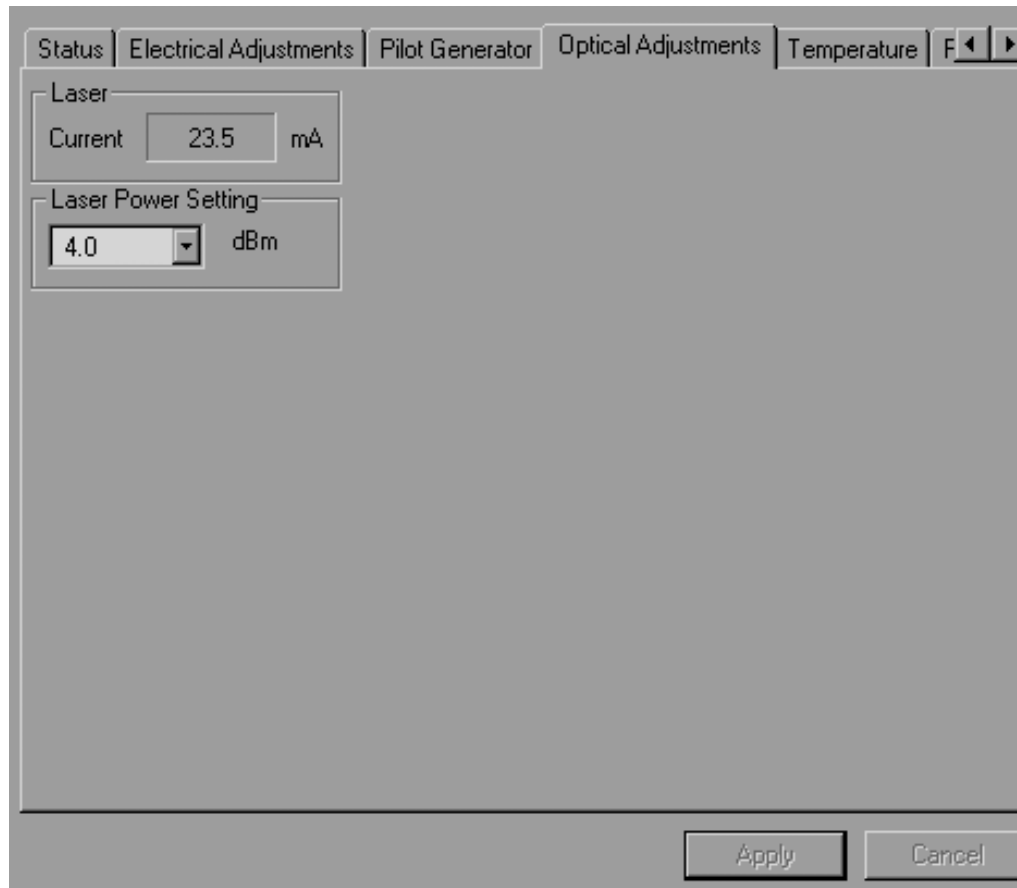 Status Electrical Adjustments Pilot Generator Optical Adjustments Temperature F
Laser
Current 23.5 mA
Laser Power Setting
4.0 dBm
Apply Cancel